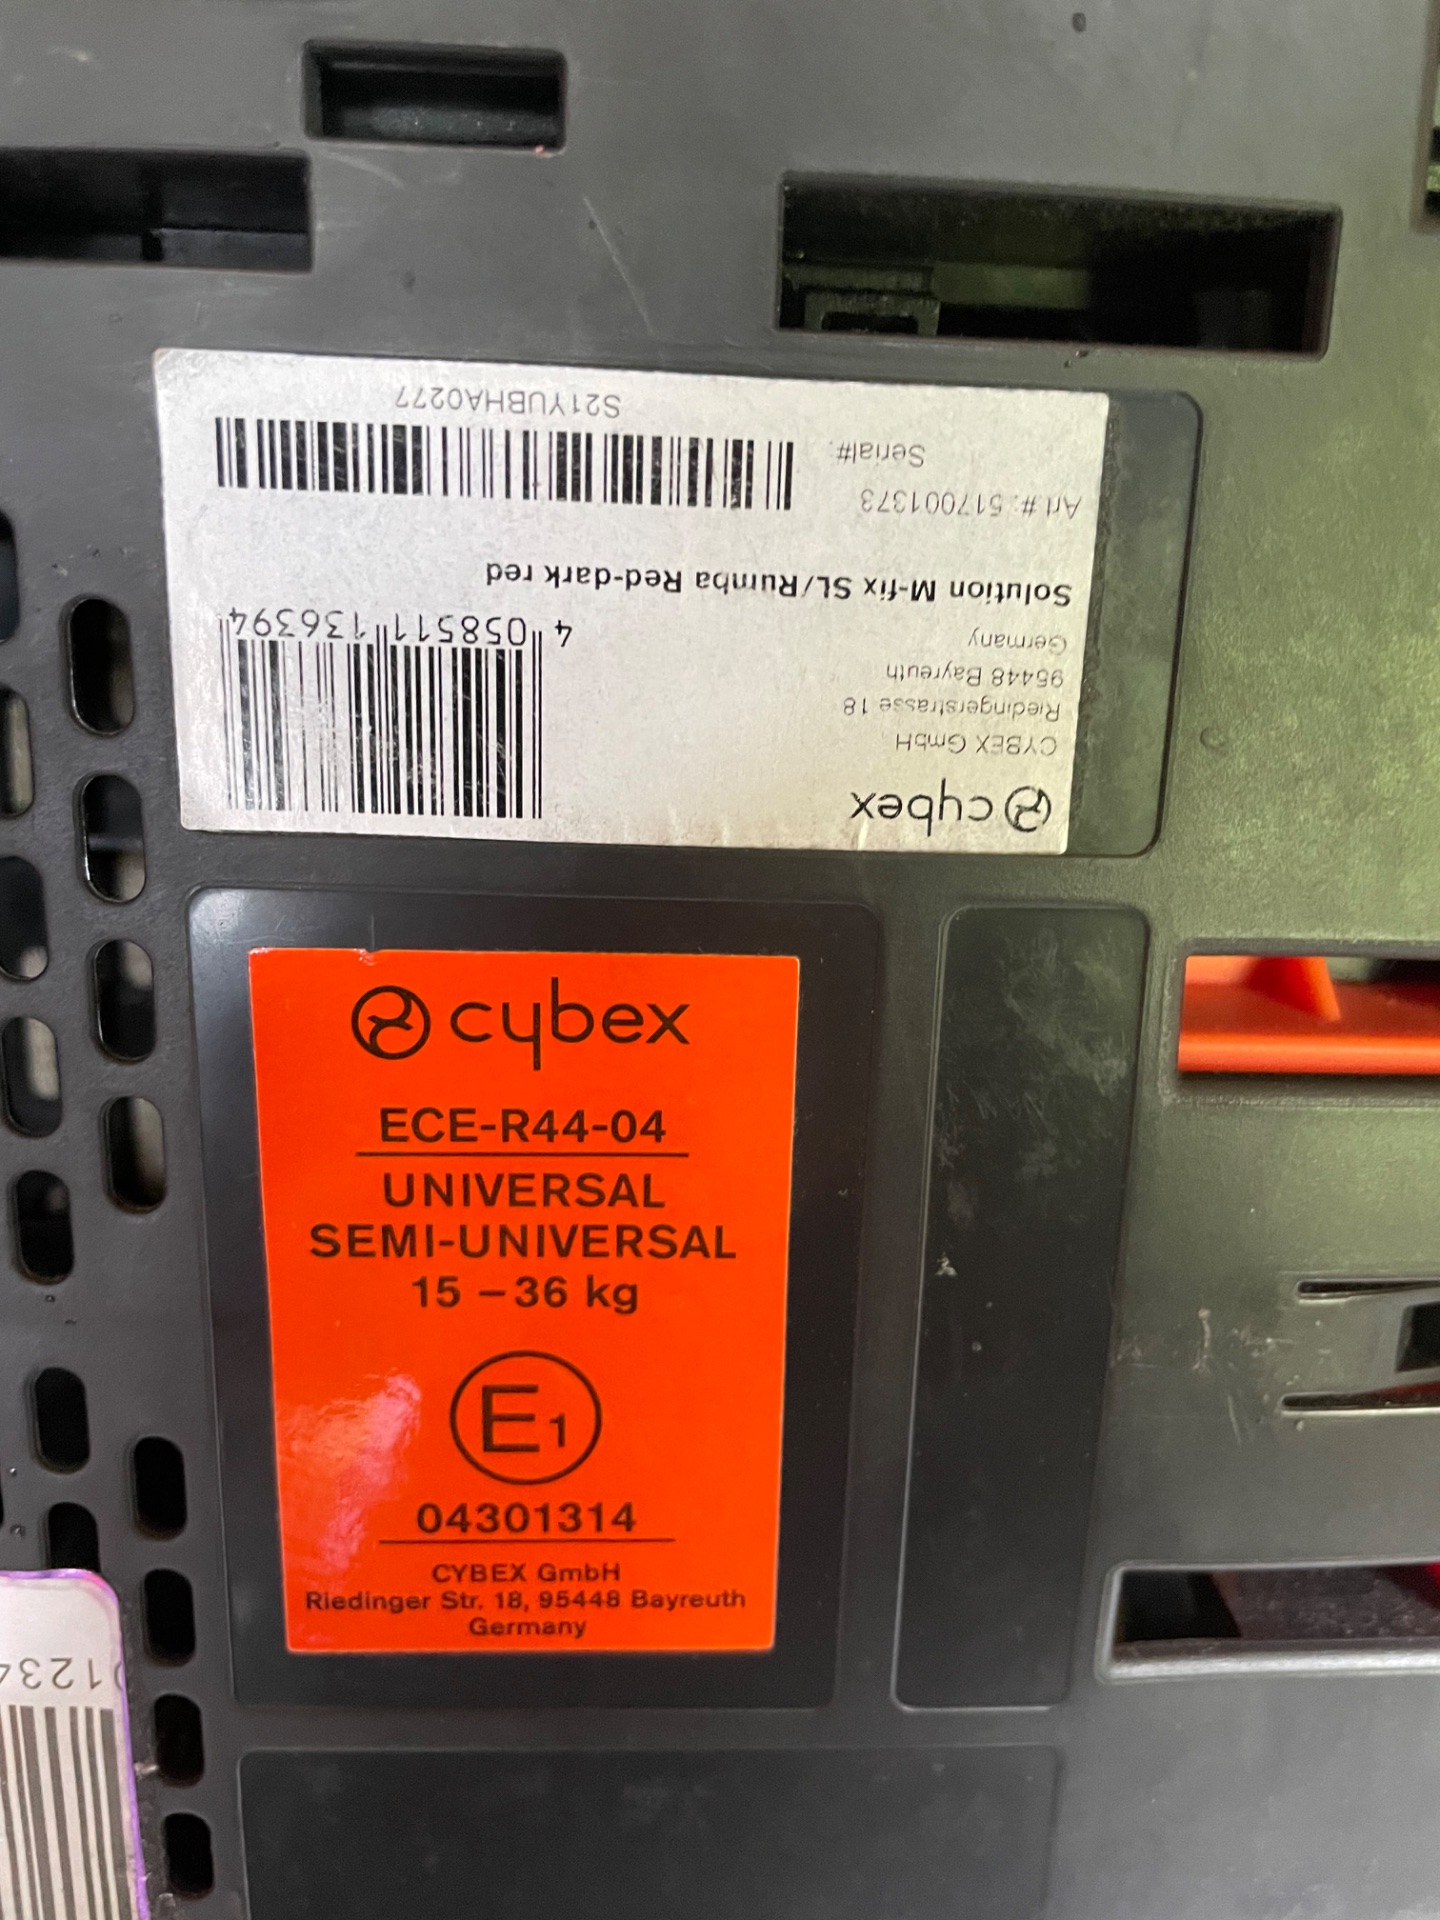 cybex
CYBEX GmbH
Riedingerstrasse 18
95448 Bayreuth
Germany
4 058511 136394
Solution M-fix SL/Rumba Red-dark red
Art #: 517001373
Serial#:
S21YUBHA0277
cybex
ECE-R44-04
UNIVERSAL
SEMI-UNIVERSAL
15 – 36 kg
E1
04301314
CYBEX GmbH
Riedinger Str. 18, 95448 Bayreuth
Germany